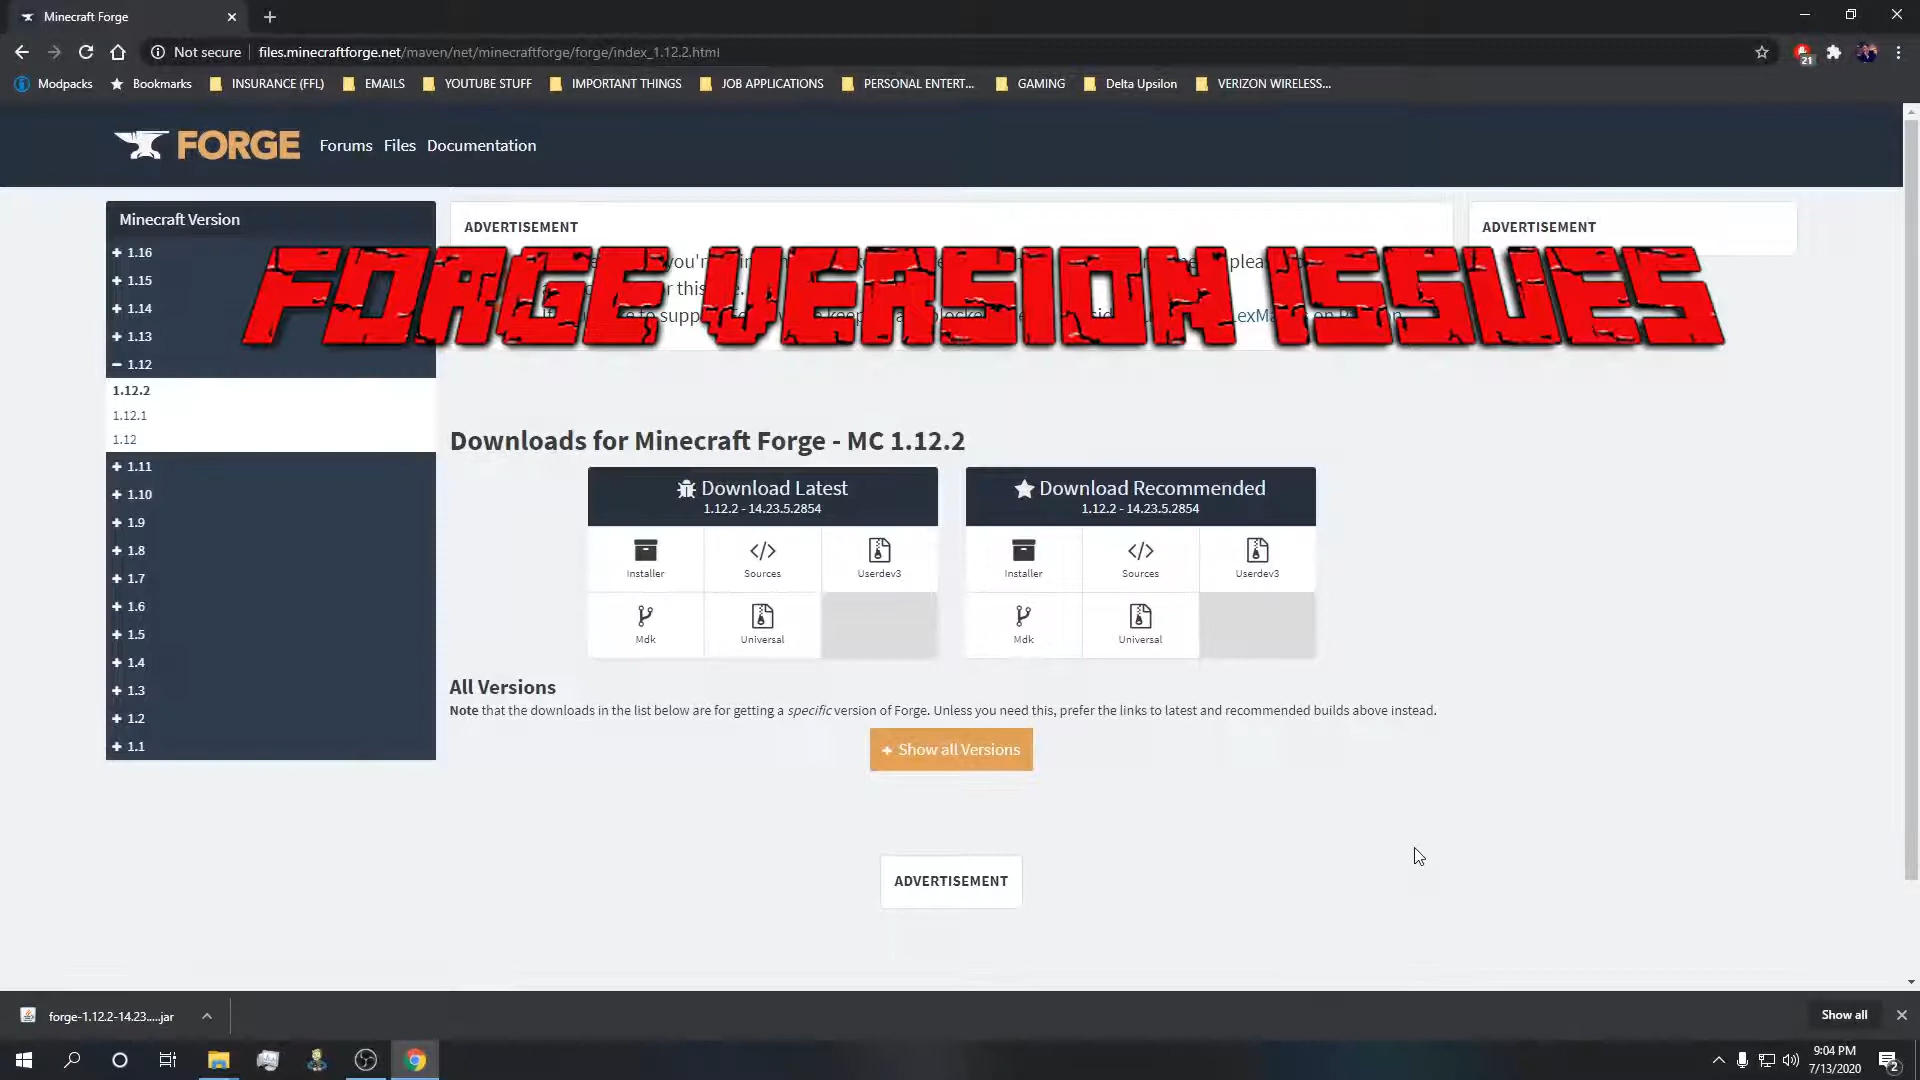 Minecraft Forge
Not secure files.minecraftforge.net/maven/net/minecraftforge/forge/index_1.12.2.html
21
Modpacks Bookmarks INSURANCE (FFL) EMAILS YOUTUBE STUFF IMPORTANT THINGS JOB APPLICATIONS PERSONAL ENTERT... GAMING Delta Upsilon VERIZON WIRELESS...
FORGE Forums Files Documentation
Minecraft Version
1.16
1.15
1.14
1.13
1.12
1.12.2
1.12.1
1.12
1.11
1.10
1.9
1.8
1.7
1.6
1.5
1.4
1.3
1.2
1.1
ADVERTISEMENT
ADVERTISEMENT
FORGE VERSION ISSUES
Downloads for Minecraft Forge - MC 1.12.2
Download Latest
1.12.2 - 14.23.5.2854
Installer Sources Userdev3
Mdk Universal
Download Recommended
1.12.2 - 14.23.5.2854
Installer Sources Userdev3
Mdk Universal
All Versions
Note that the downloads in the list below are for getting a specific version of Forge. Unless you need this, prefer the links to latest and recommended builds above instead.
+ Show all Versions
ADVERTISEMENT
forge-1.12.2-14.23.....jar
Show all
9:04 PM
7/13/2020
2